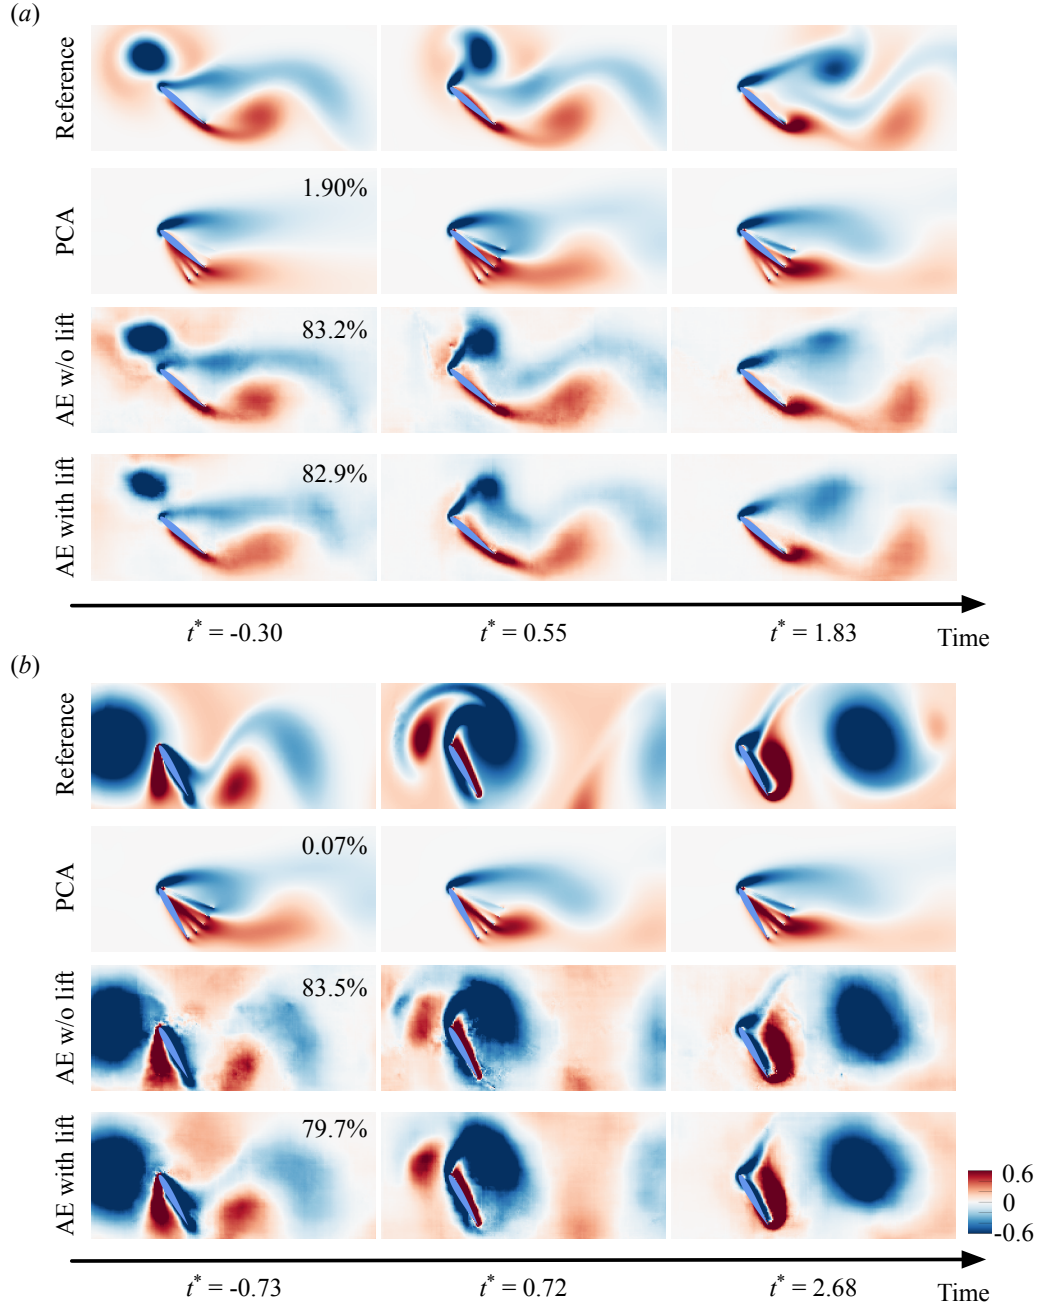 (a)
Reference
PCA
1.90%
AE w/o lift
83.2%
AE with lift
82.9%
t* = -0.30
t* = 0.55
t* = 1.83
Time
(b)
Reference
PCA
0.07%
AE w/o lift
83.5%
AE with lift
79.7%
0.6
0
-0.6
t* = -0.73
t* = 0.72
t* = 2.68
Time